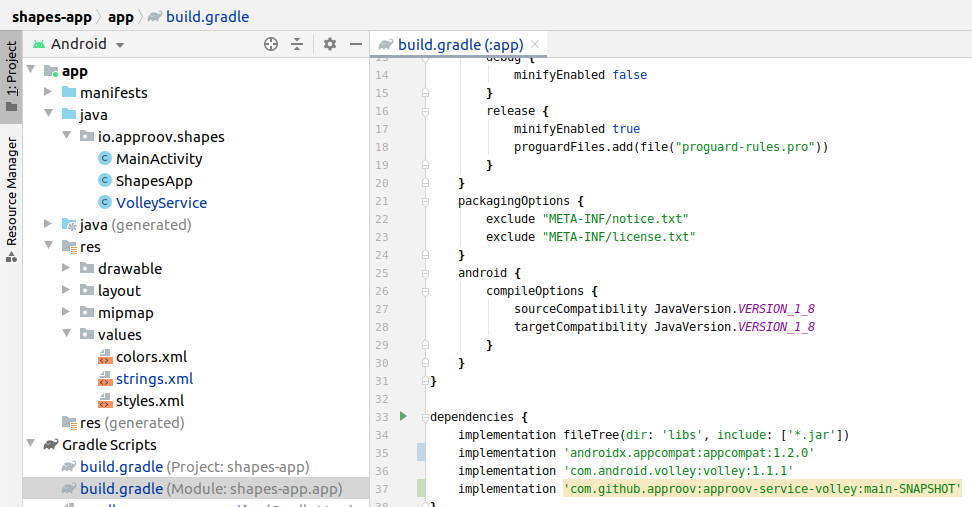 shapes-app 〉 app 〉 build.gradle
1: Project
Resource Manager
Android
app
manifests
java
io.approov.shapes
MainActivity
ShapesApp
VolleyService
java (generated)
res
drawable
layout
mipmap
values
colors.xml
strings.xml
styles.xml
res (generated)
Gradle Scripts
build.gradle (Project: shapes-app)
build.gradle (Module: shapes-app.app)
build.gradle (:app)
13 debug {
14 minifyEnabled false
15 }
16 release {
17 minifyEnabled true
18 proguardFiles.add(file("proguard-rules.pro"))
19 }
20 }
21 packagingOptions {
22 exclude "META-INF/notice.txt"
23 exclude "META-INF/license.txt"
24 }
25 android {
26 compileOptions {
27 sourceCompatibility JavaVersion.VERSION_1_8
28 targetCompatibility JavaVersion.VERSION_1_8
29 }
30 }
31 }
32
33 dependencies {
34 implementation fileTree(dir: 'libs', include: ['*.jar'])
35 implementation 'androidx.appcompat:appcompat:1.2.0'
36 implementation 'com.android.volley:volley:1.1.1'
37 implementation 'com.github.approov:approov-service-volley:main-SNAPSHOT'